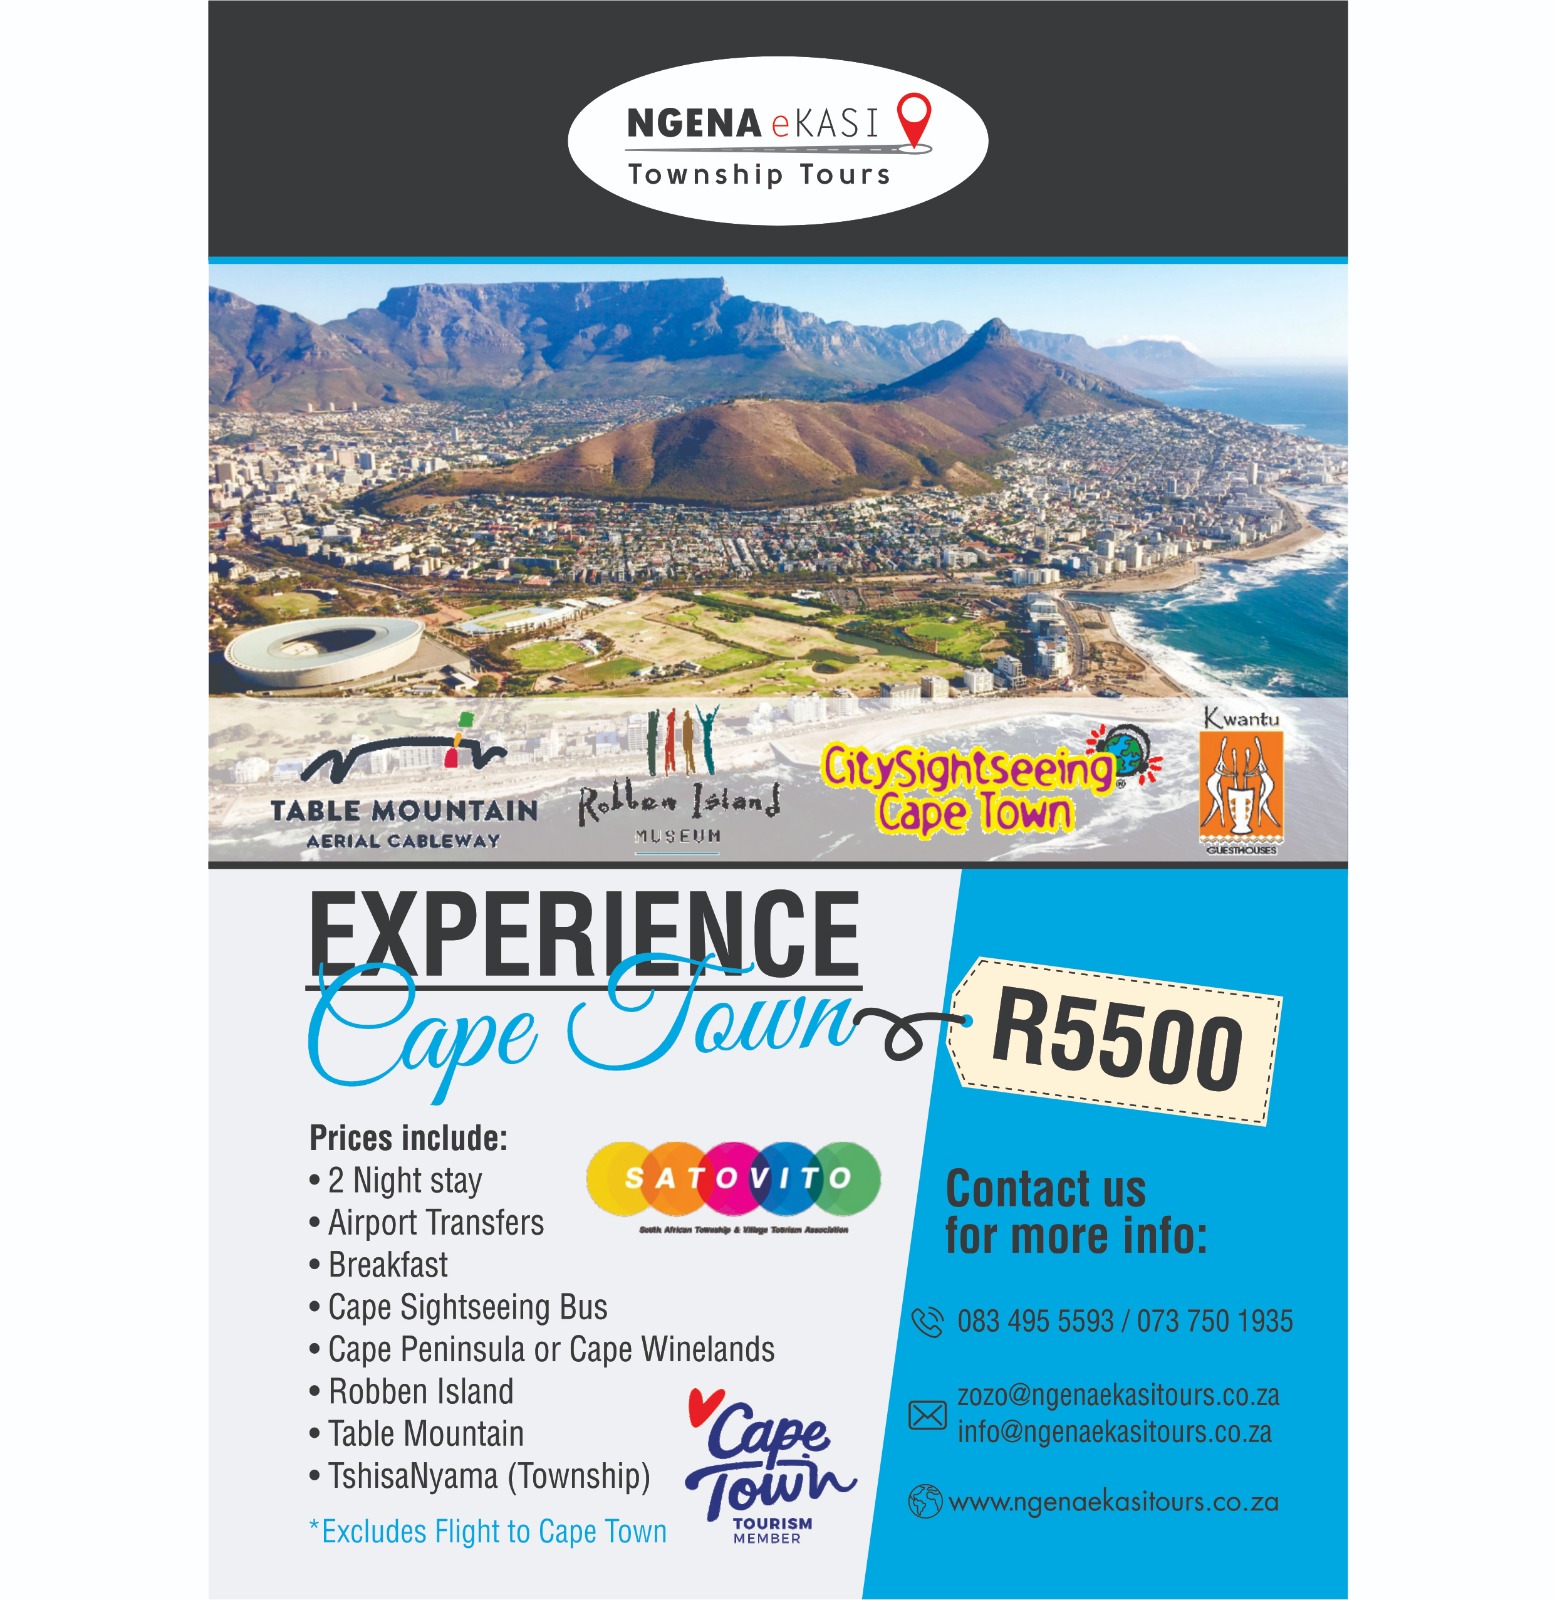 NGENA eKASI
Township Tours
TABLE MOUNTAIN
AERIAL CABLEWAY
Robben Island
MUSEUM
CitySightseeing®
Cape Town
Kwantu
GUESTHOUSES
EXPERIENCE
Cape Town
R5500
Prices include:
• 2 Night stay
• Airport Transfers
• Breakfast
• Cape Sightseeing Bus
• Cape Peninsula or Cape Winelands
• Robben Island
• Table Mountain
• TshisaNyama (Township)
*Excludes Flight to Cape Town
SATOVITO
South African Township & Village Tourism Association
Cape
Town
TOURISM
MEMBER
Contact us
for more info:
083 495 5593 / 073 750 1935
zozo@ngenaekasitours.co.za
info@ngenaekasitours.co.za
www.ngenaekasitours.co.za